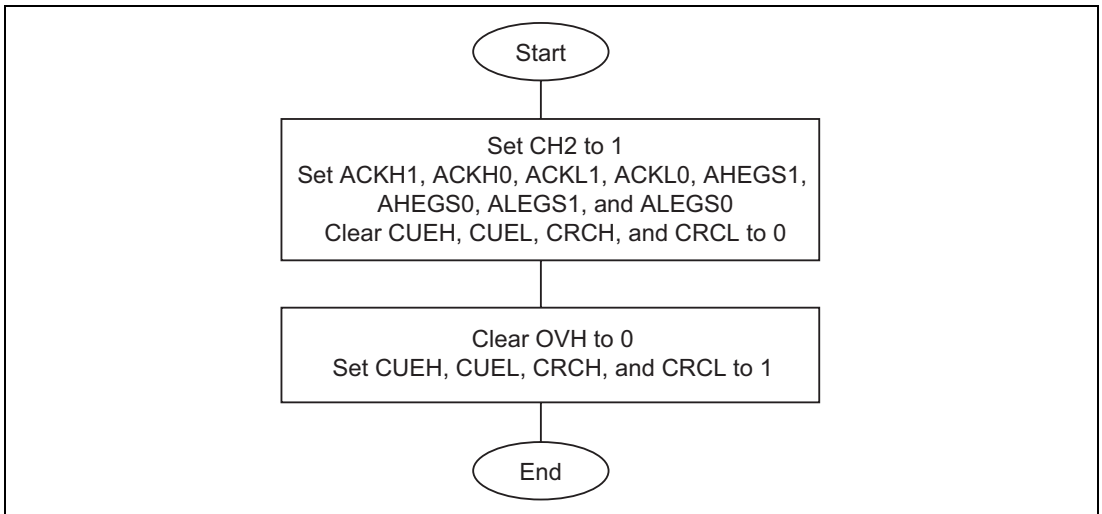 Start
Set CH2 to 1
Set ACKH1, ACKH0, ACKL1, ACKL0, AHEGS1,
AHEGS0, ALEGS1, and ALEGS0
Clear CUEH, CUEL, CRCH, and CRCL to 0
Clear OVH to 0
Set CUEH, CUEL, CRCH, and CRCL to 1
End